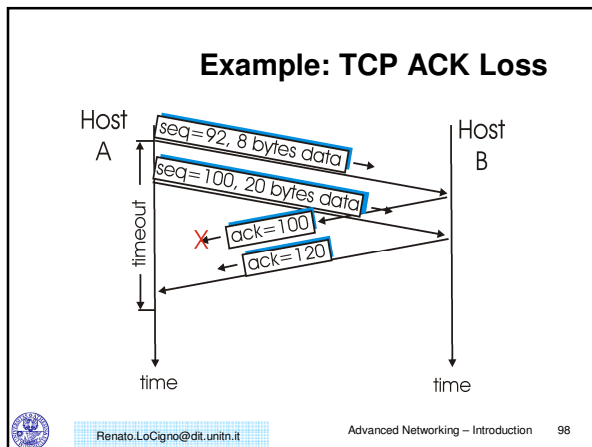 Example: TCP ACK Loss
Host
A
Host
B
seq=92, 8 bytes data
seq=100, 20 bytes data
timeout
X
ack=100
ack=120
time
time
Renato.LoCigno@dit.unitn.it
Advanced Networking – Introduction 98